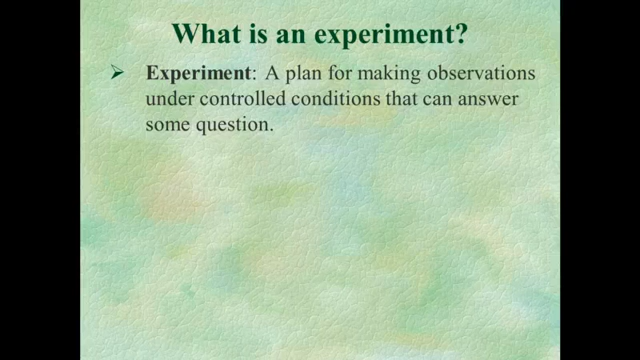 What is an experiment?
➢ Experiment: A plan for making observations
under controlled conditions that can answer
some question.